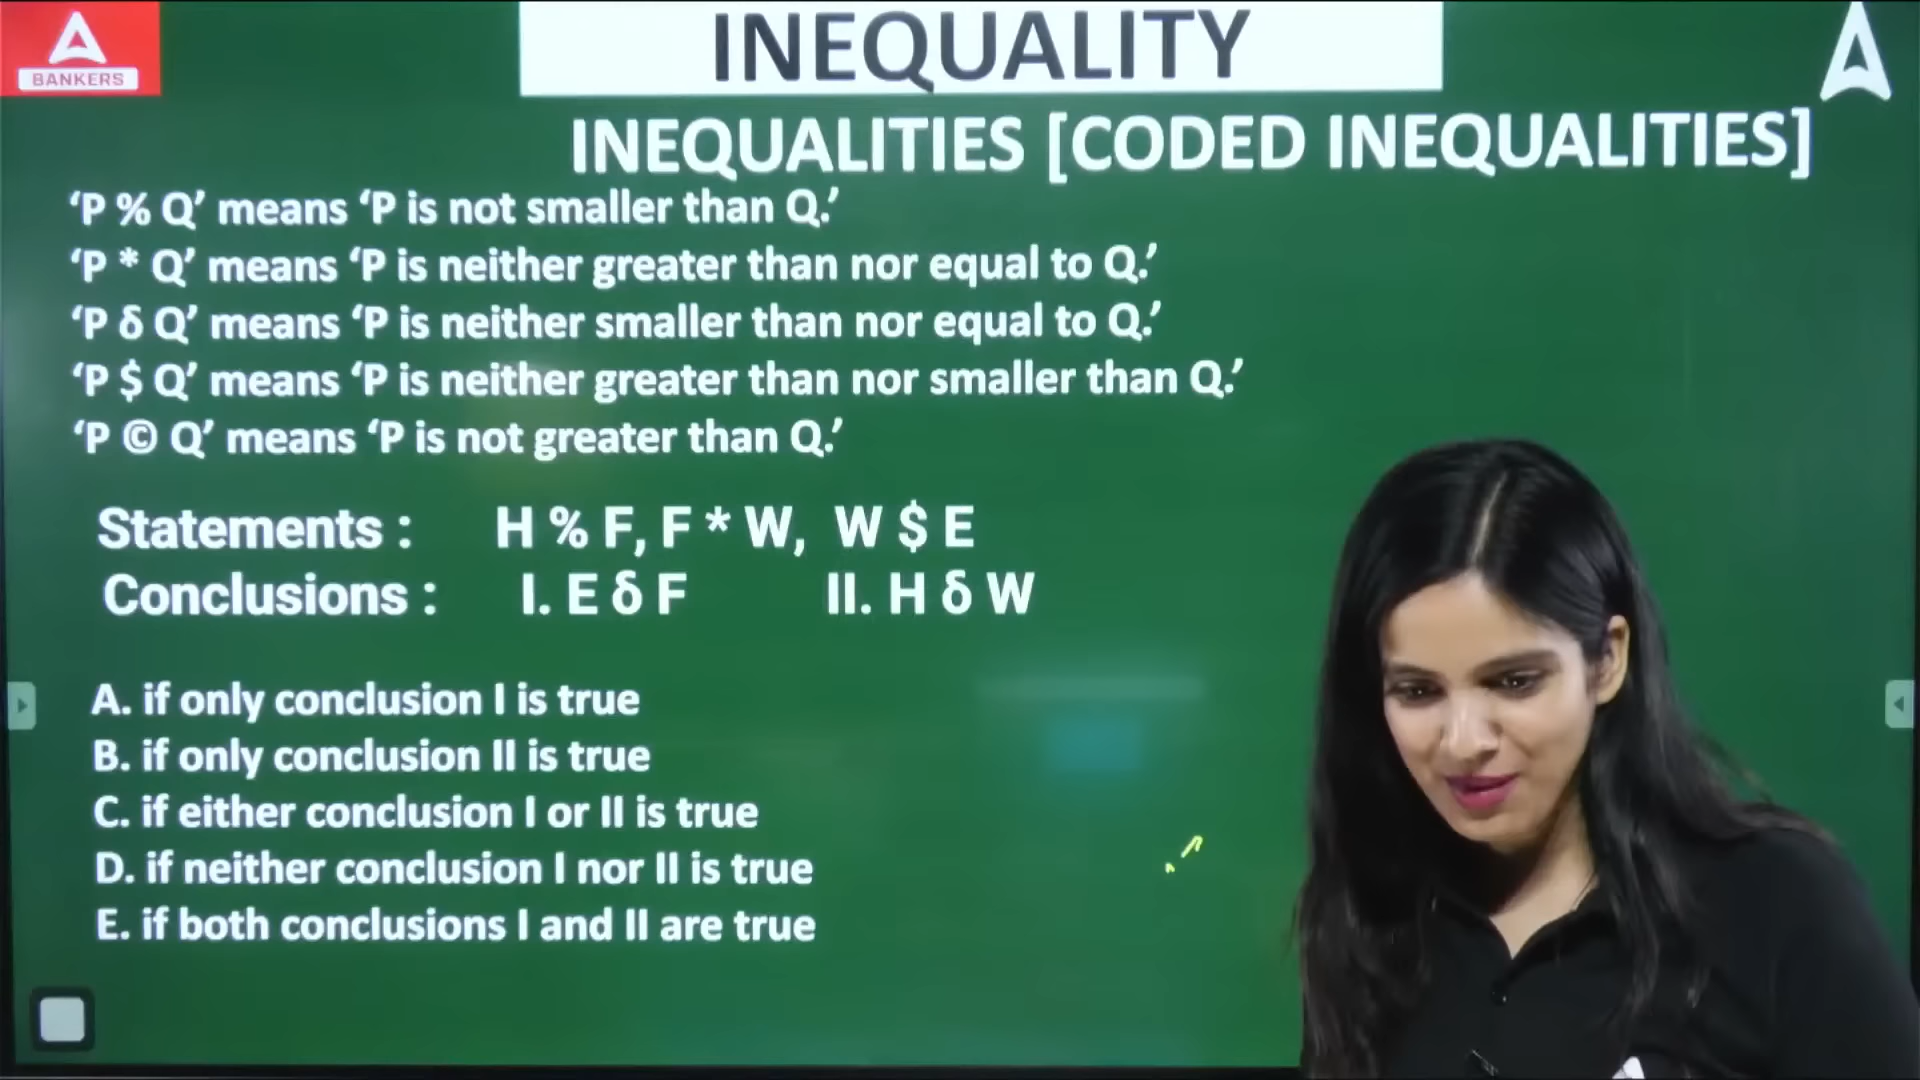 BANKERS
INEQUALITY
INEQUALITIES [CODED INEQUALITIES]
‘P % Q’ means ‘P is not smaller than Q.’
‘P * Q’ means ‘P is neither greater than nor equal to Q.’
‘P δ Q’ means ‘P is neither smaller than nor equal to Q.’
‘P $ Q’ means ‘P is neither greater than nor smaller than Q.’
‘P © Q’ means ‘P is not greater than Q.’
Statements : H % F, F * W, W $ E
Conclusions : I. E δ F II. H δ W
A. if only conclusion I is true
B. if only conclusion II is true
C. if either conclusion I or II is true
D. if neither conclusion I nor II is true
E. if both conclusions I and II are true